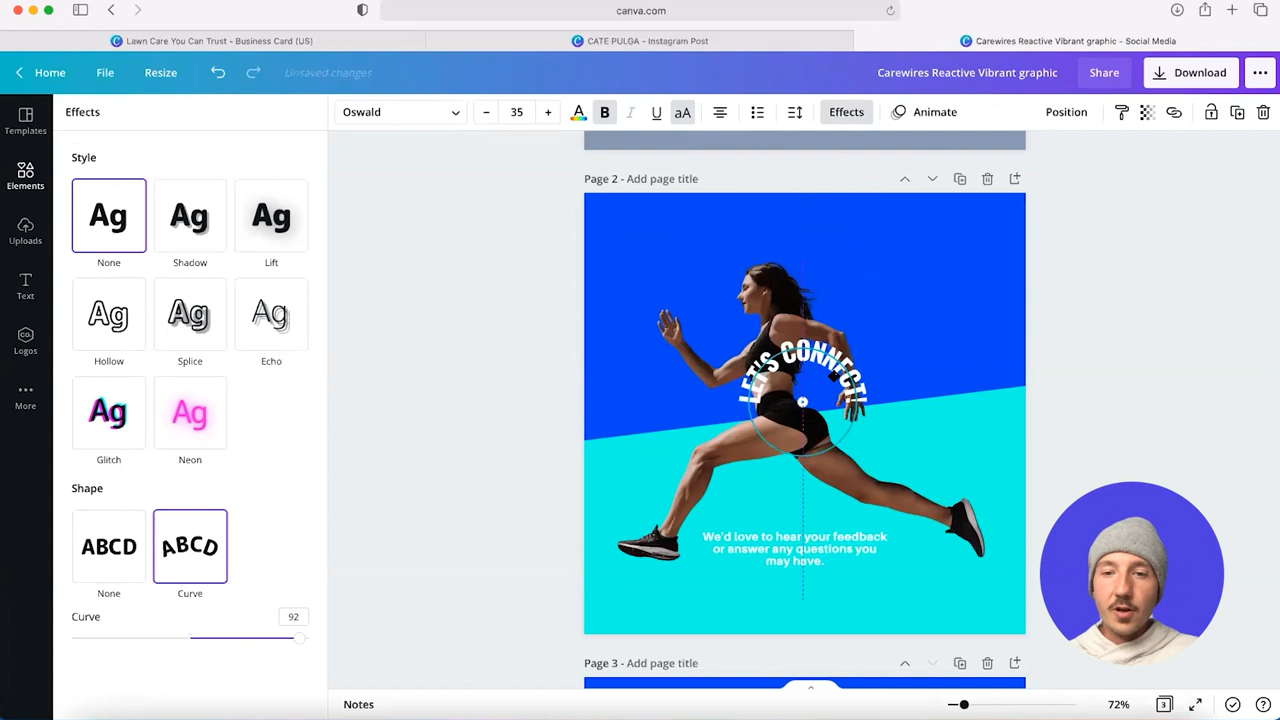 canva.com
Lawn Care You Can Trust - Business Card (US)
CATE PULGA - Instagram Post
Carewires Reactive Vibrant graphic - Social Media
Home
File
Resize
Unsaved changes
Carewires Reactive Vibrant graphic
Share
Download
Templates
Elements
Uploads
Text
CO.
Logos
More
Effects
Oswald
35
A
B
I
U
aA
Effects
Animate
Position
Style
Ag
Ag
Ag
None
Shadow
Lift
Ag
Ag
Ag
Hollow
Splice
Echo
Ag
Ag
Glitch
Neon
Shape
ABCD
ABCD
None
Curve
Curve
92
Page 2 - Add page title
LET'S CONNECT!
We'd love to hear your feedback
or answer any questions you
may have.
Page 3 - Add page title
Notes
72%
3